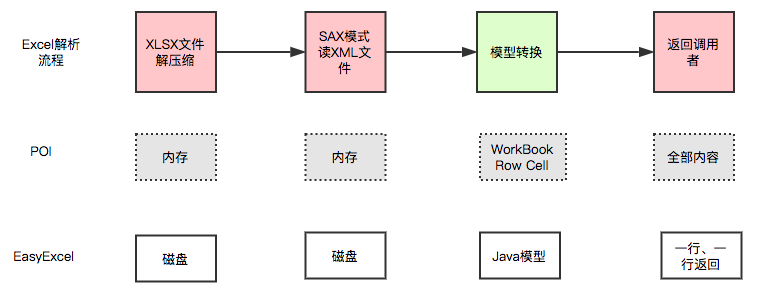 Excel解析
流程
XLSX文件
解压缩
SAX模式
读XML文
件
模型转换
返回调用
者
POI
内存
内存
WorkBook
Row Cell
全部内容
EasyExcel
磁盘
磁盘
Java模型
一行、一
行返回